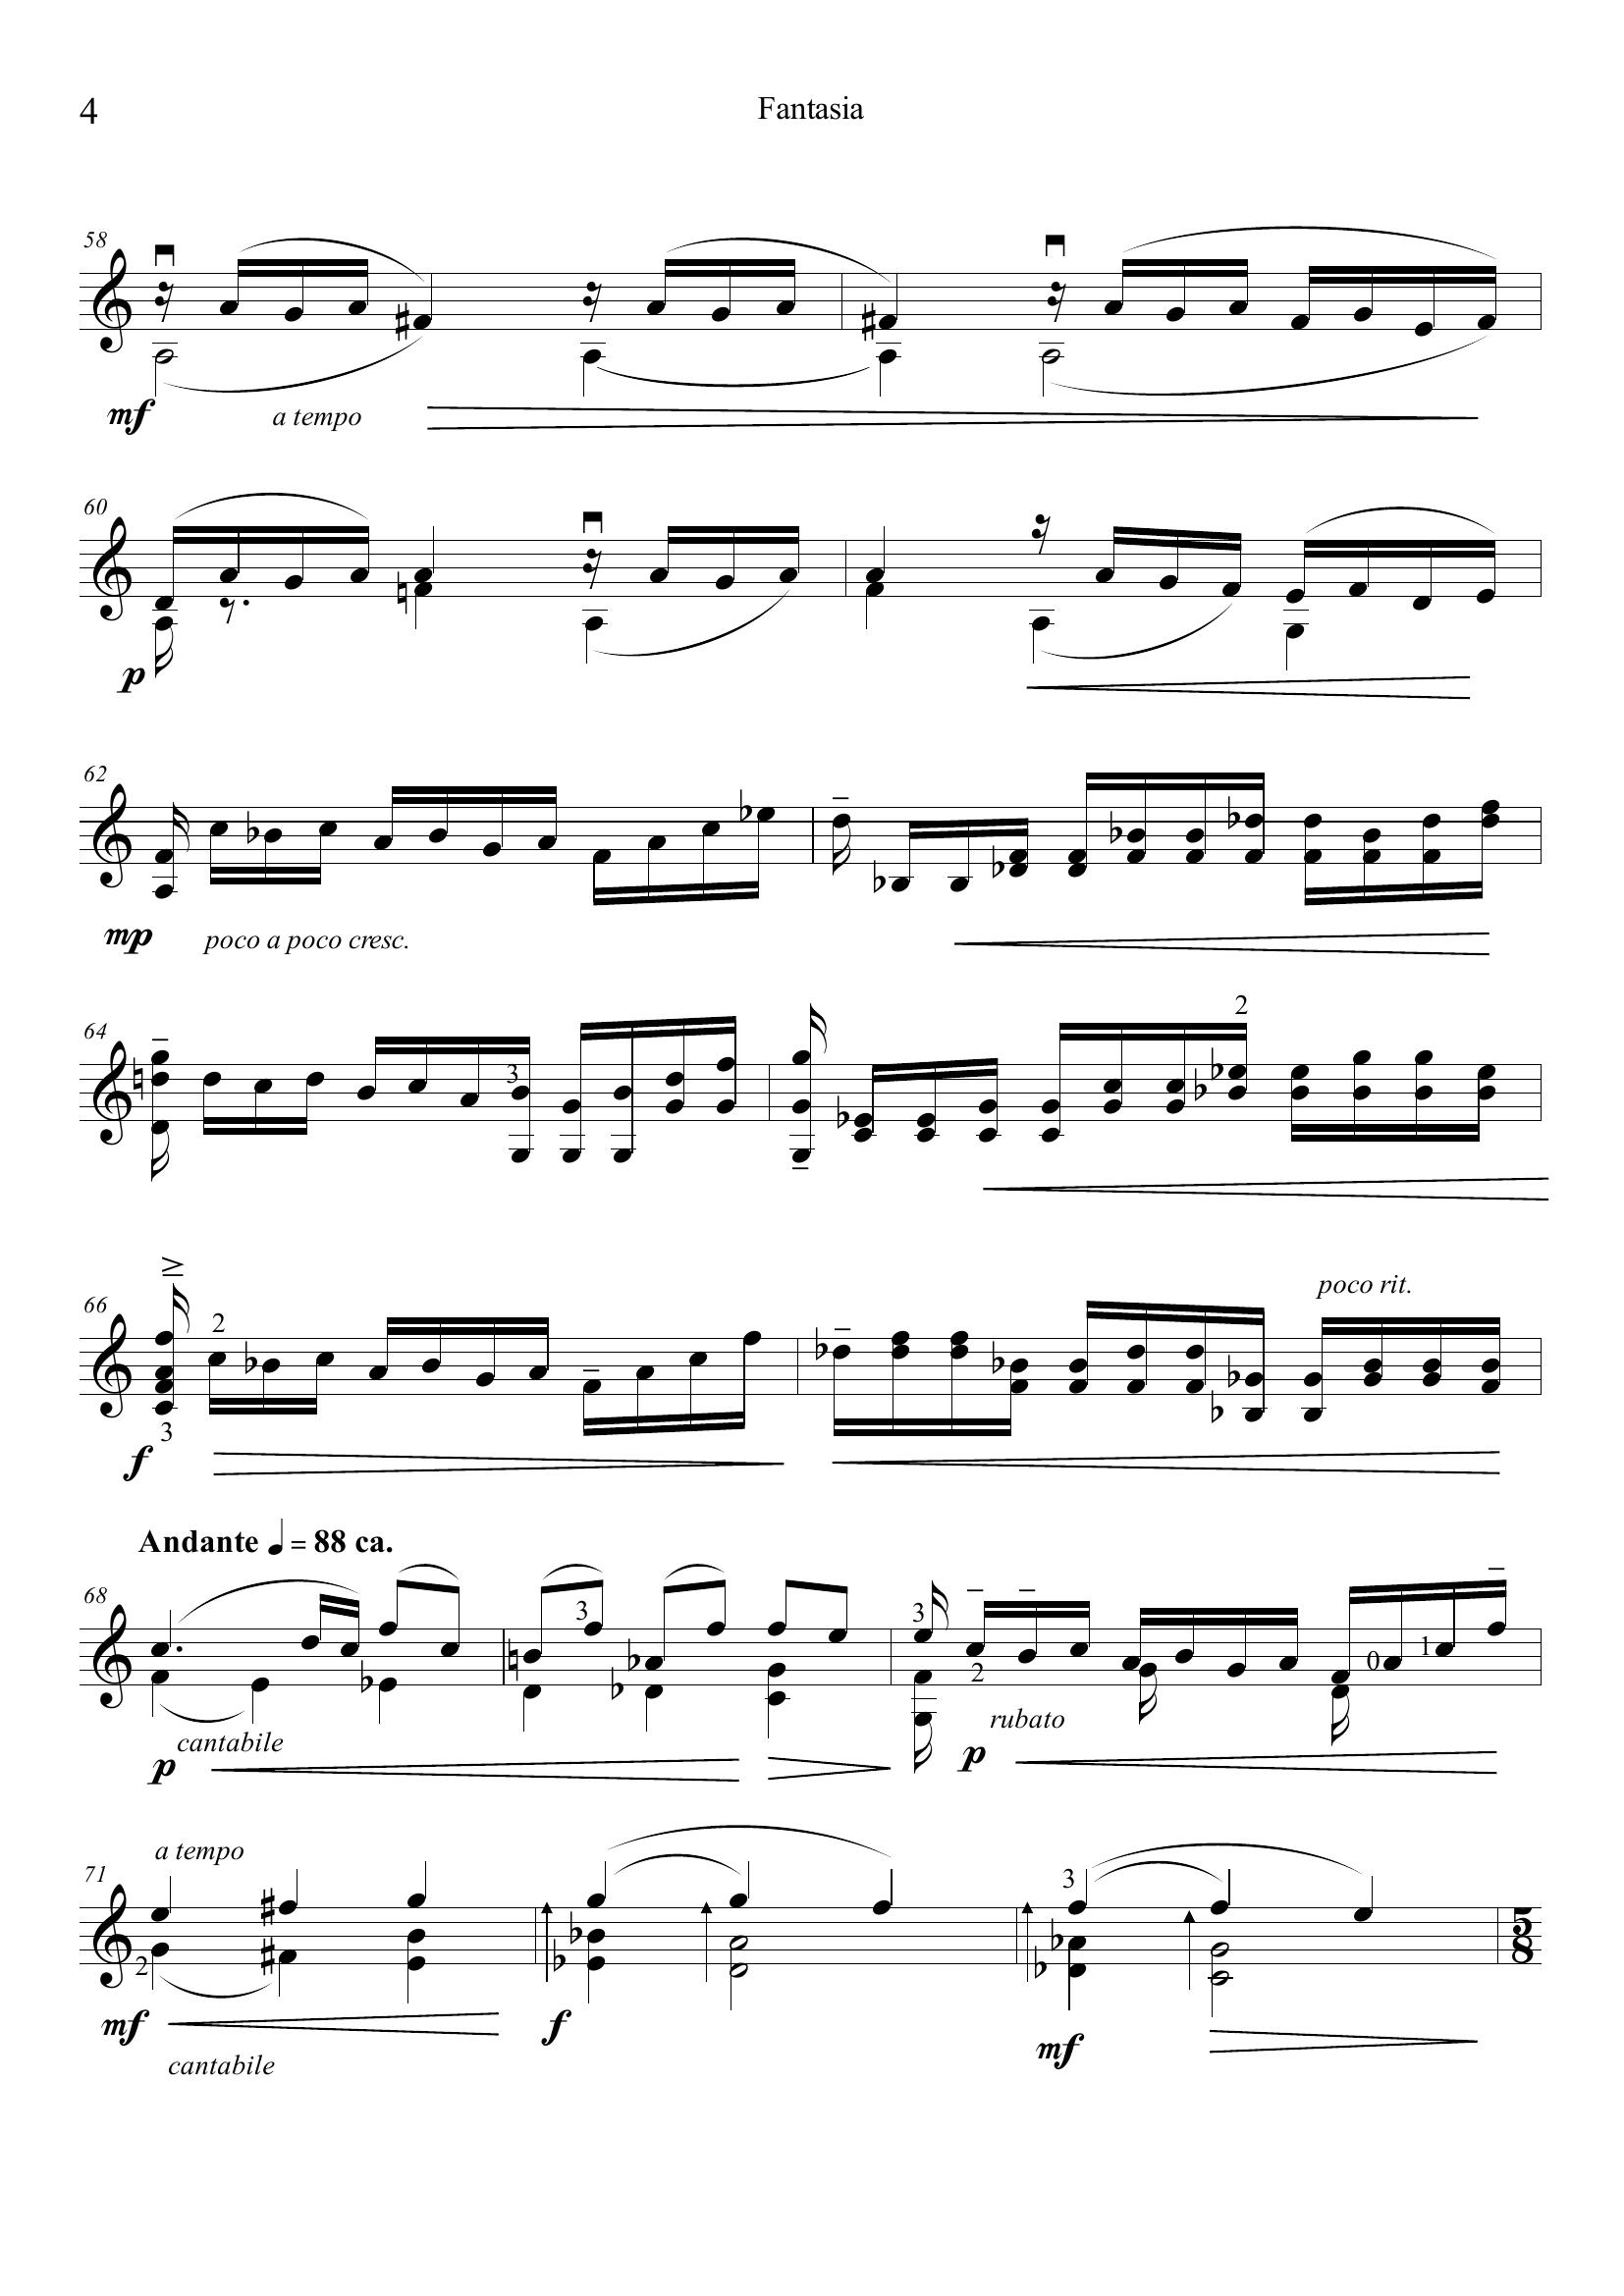 4
Fantasia
58
mf
a tempo
60
p
62
mp
poco a poco cresc.
64
3
2
66
2
3
f
poco rit.
Andante ♩ = 88 ca.
68
3
3
2
0
1
p
cantabile
p
rubato
a tempo
71
3
2
5
8
mf
f
mf
cantabile